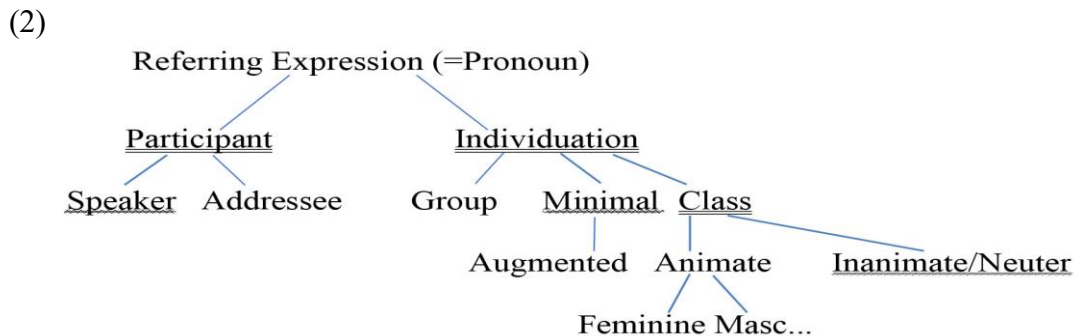 (2)
Referring Expression (=Pronoun)
Participant Individuation
Speaker Addressee Group Minimal Class
Augmented Animate Inanimate/Neuter
Feminine Masc...